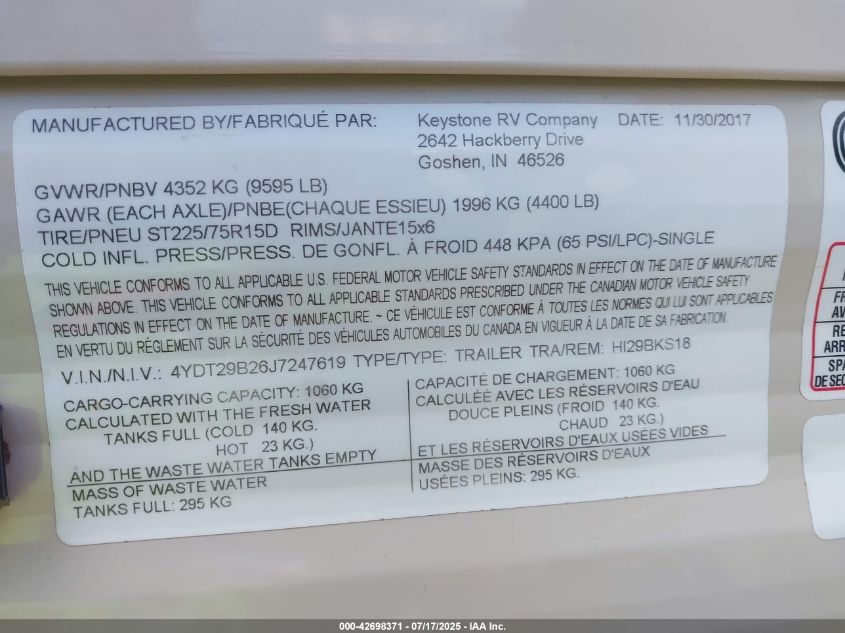 MANUFACTURED BY/FABRIQUÉ PAR: Keystone RV Company DATE: 11/30/2017
2642 Hackberry Drive
Goshen, IN 46526
GVWR/PNBV 4352 KG (9595 LB)
GAWR (EACH AXLE)/PNBE(CHAQUE ESSIEU) 1996 KG (4400 LB)
TIRE/PNEU ST225/75R15D RIMS/JANTE15x6
COLD INFL. PRESS/PRESS. DE GONFL. À FROID 448 KPA (65 PSI/LPC)-SINGLE
THIS VEHICLE CONFORMS TO ALL APPLICABLE U.S. FEDERAL MOTOR VEHICLE SAFETY STANDARDS IN EFFECT ON THE DATE OF MANUFACTURE
SHOWN ABOVE. THIS VEHICLE CONFORMS TO ALL APPLICABLE STANDARDS PRESCRIBED UNDER THE CANADIAN MOTOR VEHICLE SAFETY
REGULATIONS IN EFFECT ON THE DATE OF MANUFACTURE. ~ CE VÉHICULE EST CONFORME À TOUTES LES NORMES QUI LUI SONT APPLICABLES
EN VERTU DU RÉGLEMENT SUR LA SÉCURITÉ DES VÉHICULES AUTOMOBILES DU CANADA EN VIGUEUR À LA DATE DE SA FABRICATION.
V.I.N./N.I.V.: 4YDT29B26J7247619 TYPE/TYPE: TRAILER TRA/REM: HI29BKS18
CARGO-CARRYING CAPACITY: 1060 KG
CALCULATED WITH THE FRESH WATER
TANKS FULL (COLD 140 KG.
HOT 23 KG.)
AND THE WASTE WATER TANKS EMPTY
MASS OF WASTE WATER
TANKS FULL: 295 KG
CAPACITÉ DE CHARGEMENT: 1060 KG
CALCULÉE AVEC LES RÉSERVOIRS D'EAU
DOUCE PLEINS (FROID 140 KG.
CHAUD 23 KG.)
ET LES RÉSERVOIRS D'EAUX USÉES VIDES
MASSE DES RÉSERVOIRS D'EAUX
USÉES PLEINS: 295 KG.
FR
AV
RE
ARR
SPA
DE SEC
000-42698371 - 07/17/2025 - IAA Inc.